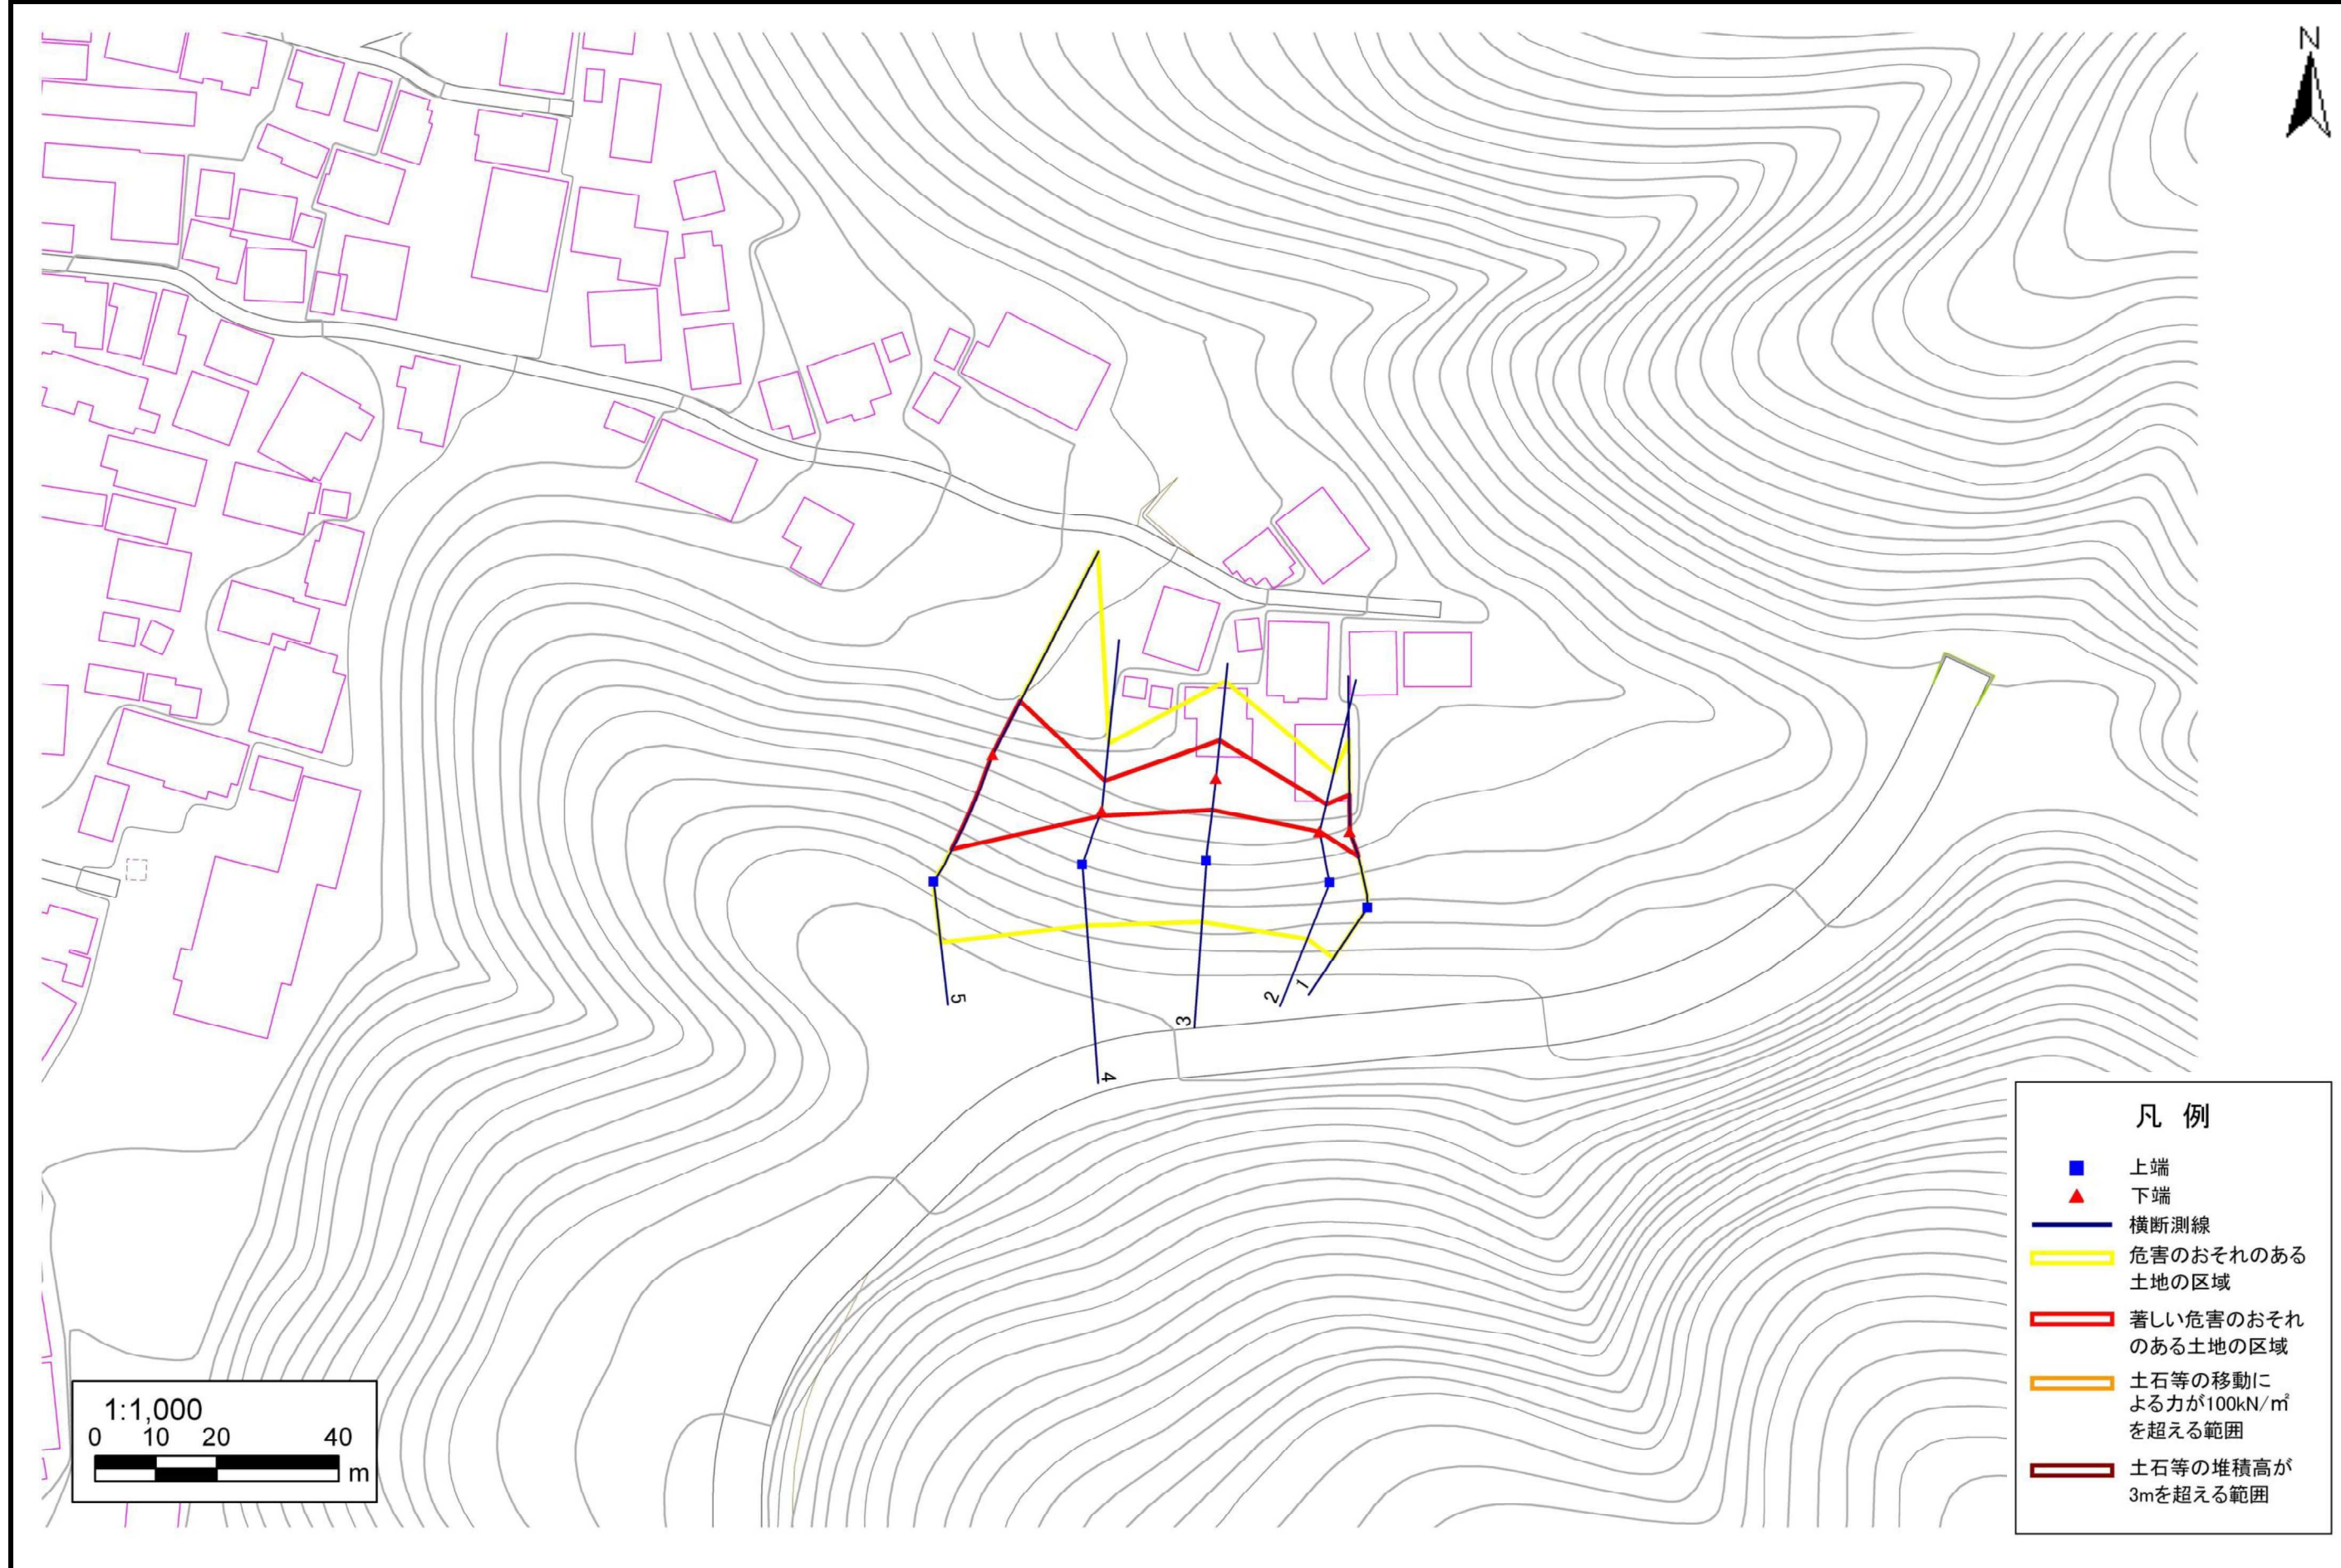 N
5
4
3
2
1
凡 例
上端
下端
横断測線
危害のおそれのある
土地の区域
著しい危害のおそれ
のある土地の区域
土石等の移動に
よる力が100kN/㎡
を超える範囲
土石等の堆積高が
3mを超える範囲
1:1,000
0 10 20 40
m